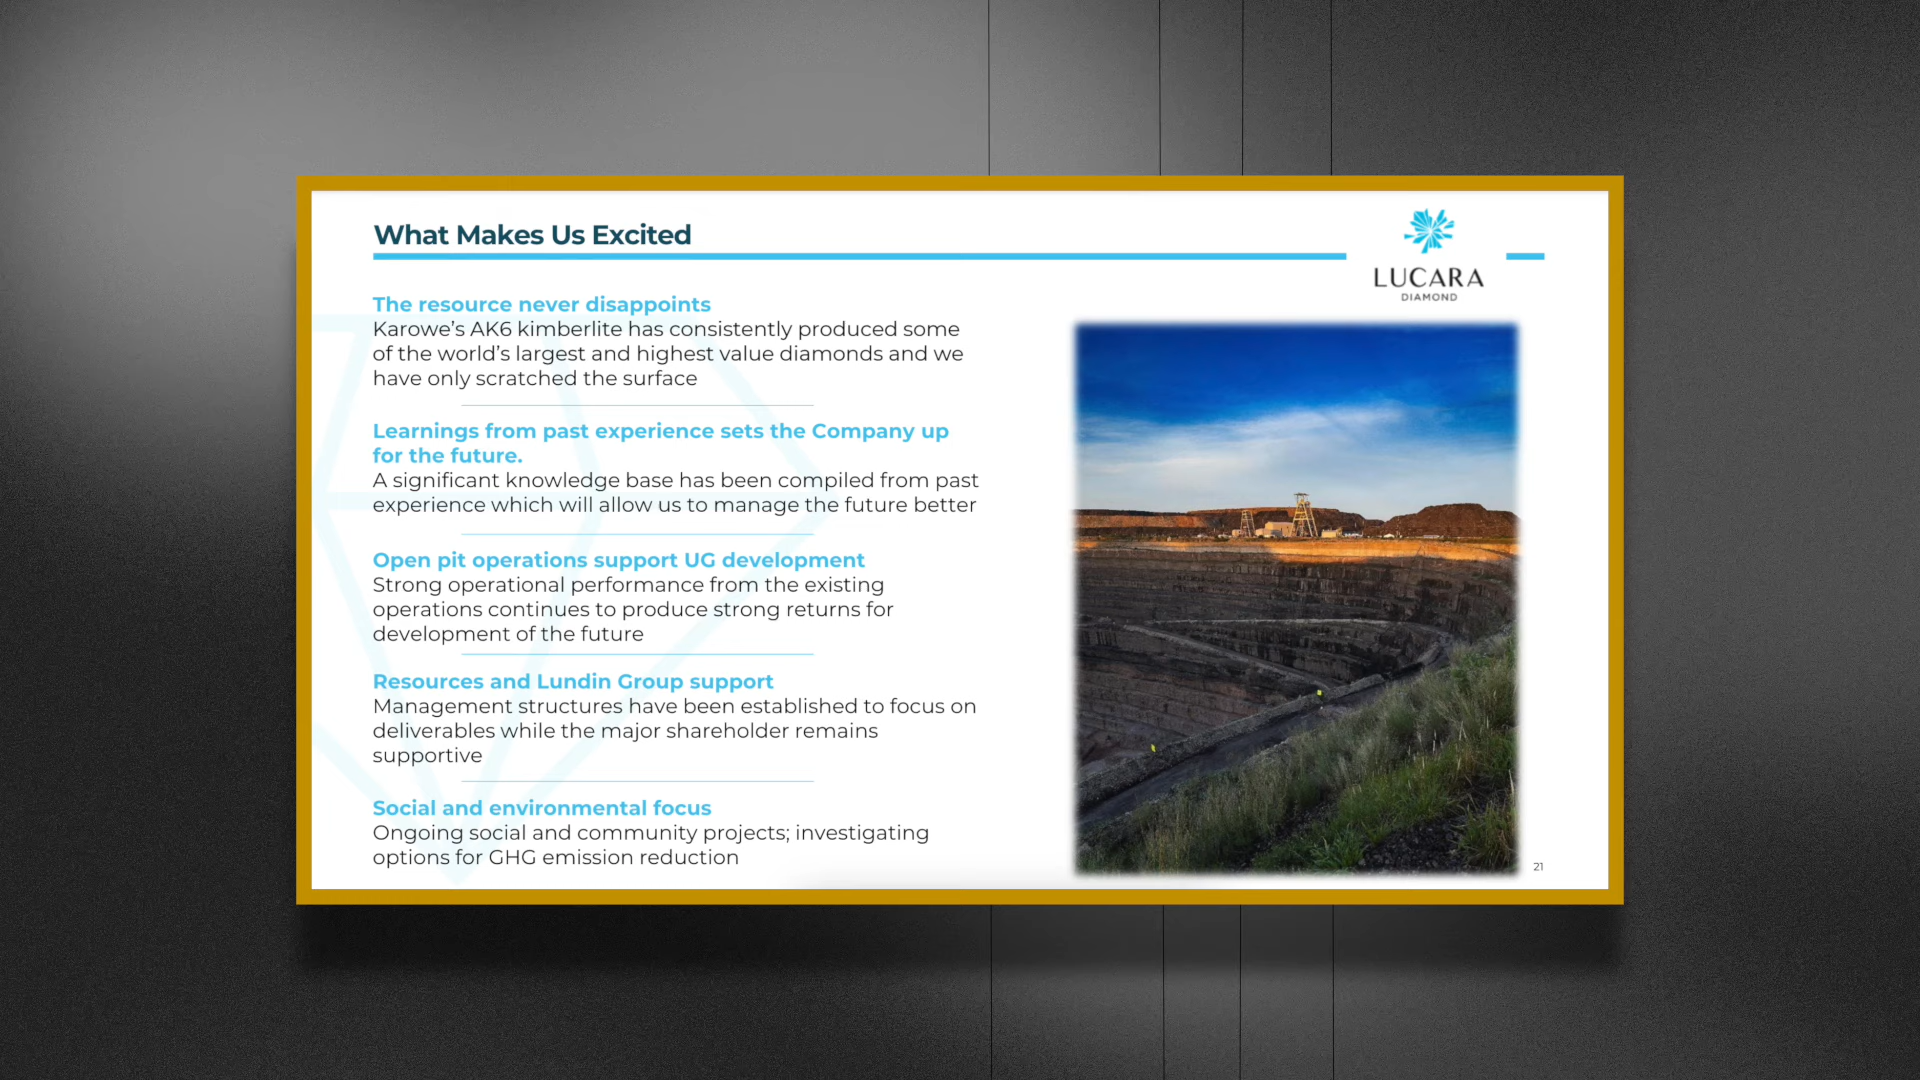 What Makes Us Excited
LUCARA
DIAMOND
The resource never disappoints
Karowe’s AK6 kimberlite has consistently produced some
of the world’s largest and highest value diamonds and we
have only scratched the surface
Learnings from past experience sets the Company up
for the future.
A significant knowledge base has been compiled from past
experience which will allow us to manage the future better
Open pit operations support UG development
Strong operational performance from the existing
operations continues to produce strong returns for
development of the future
Resources and Lundin Group support
Management structures have been established to focus on
deliverables while the major shareholder remains
supportive
Social and environmental focus
Ongoing social and community projects; investigating
options for GHG emission reduction
21